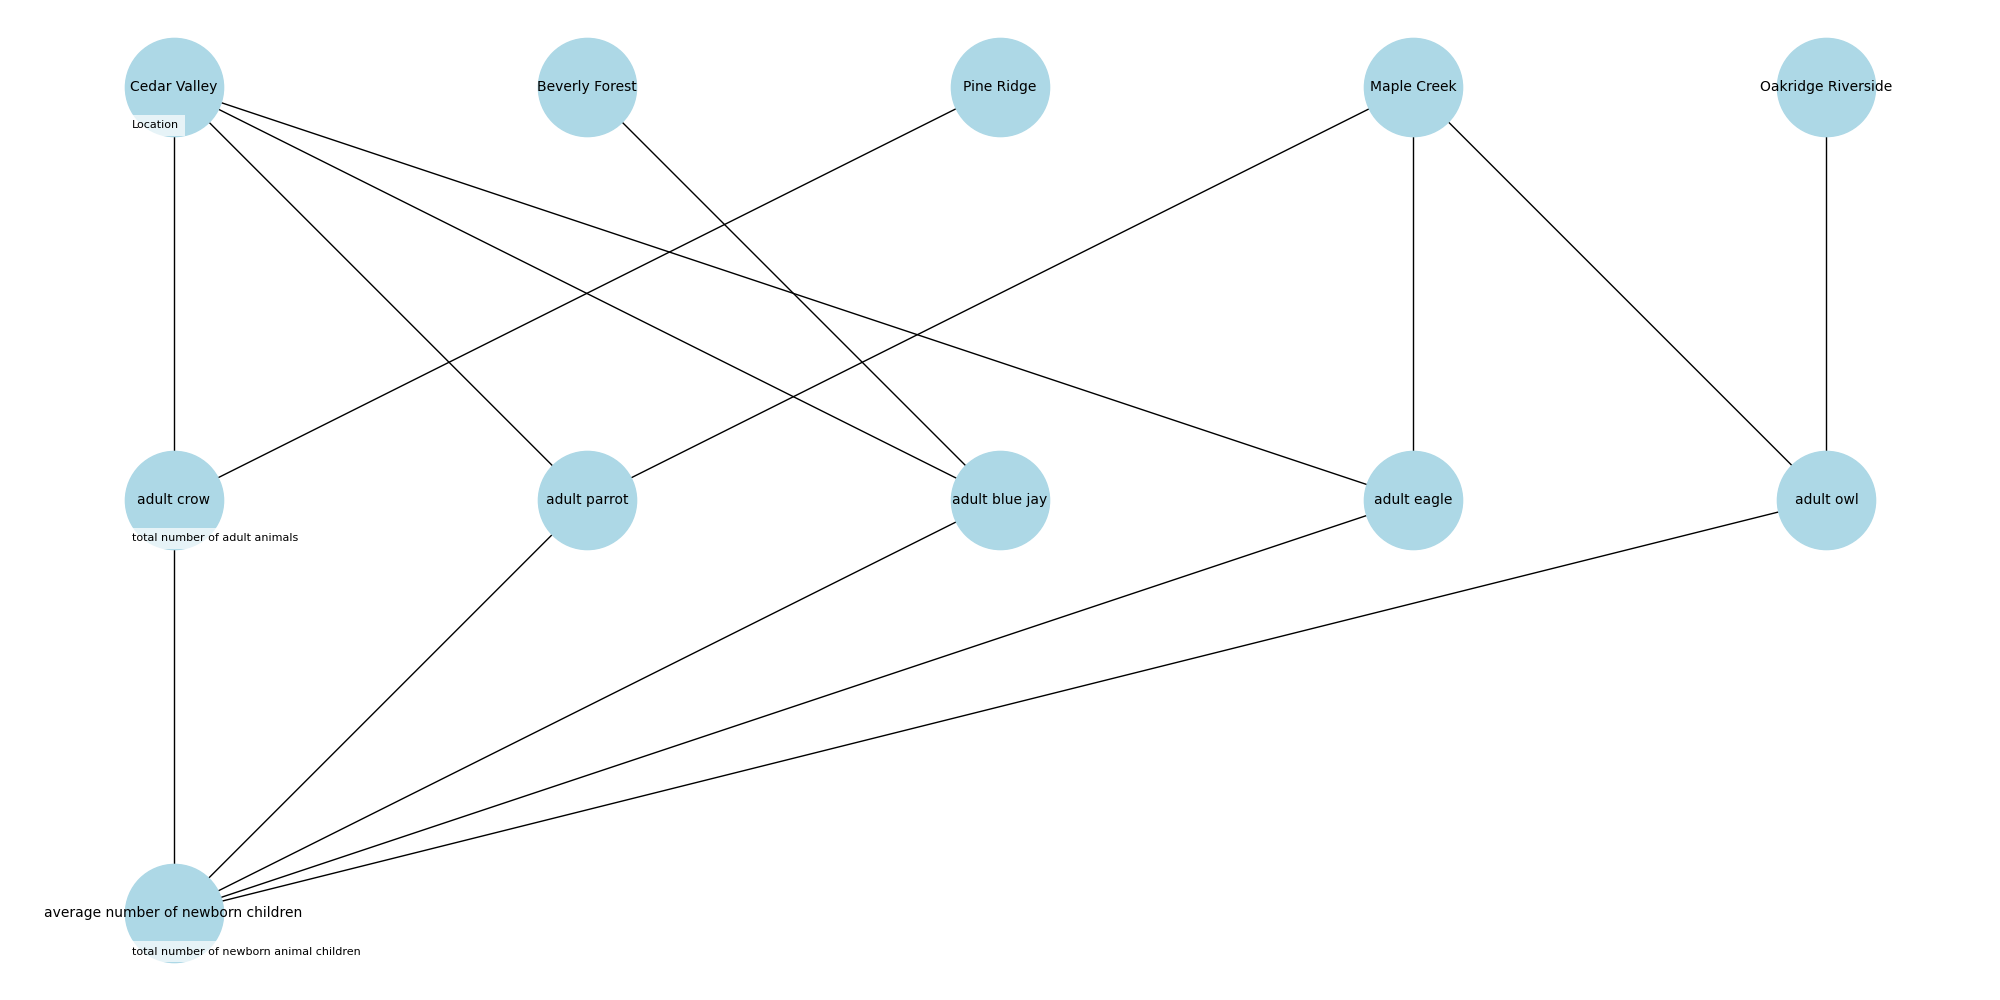 Cedar Valley
Beverly Forest
Pine Ridge
Maple Creek
Oakridge Riverside
Location
adult crow
adult parrot
adult blue jay
adult eagle
adult owl
total number of adult animals
average number of newborn children
total number of newborn animal children